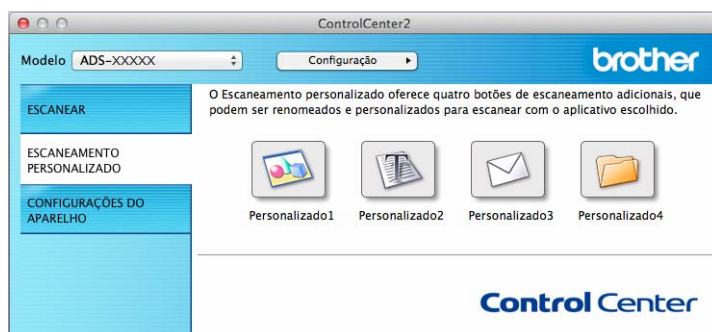 ControlCenter2
Modelo ADS-XXXXX Configuração brother
ESCANEAR
ESCANEAMENTO
PERSONALIZADO
CONFIGURAÇÕES DO
APARELHO
O Escaneamento personalizado oferece quatro botões de escaneamento adicionais, que
podem ser renomeados e personalizados para escanear com o aplicativo escolhido.
T
Personalizado1 Personalizado2 Personalizado3 Personalizado4
Control Center